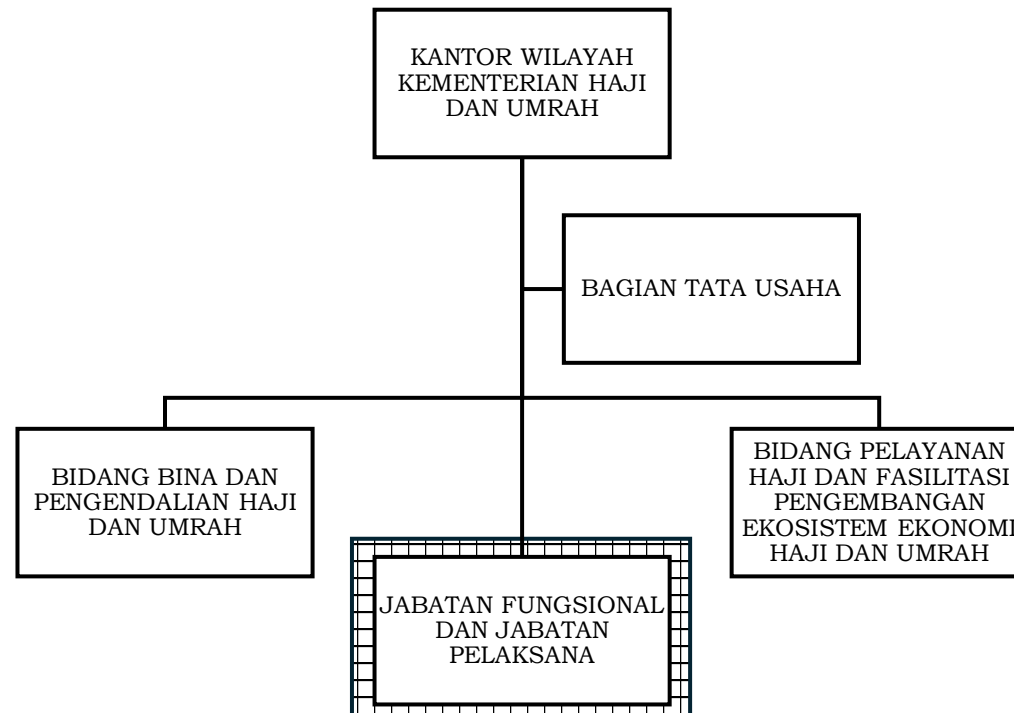 KANTOR WILAYAH
KEMENTERIAN HAJI
DAN UMRAH
BAGIAN TATA USAHA
BIDANG BINA DAN
PENGENDALIAN HAJI
DAN UMRAH
BIDANG PELAYANAN
HAJI DAN FASILITASI
PENGEMBANGAN
EKOSISTEM EKONOMI
HAJI DAN UMRAH
JABATAN FUNGSIONAL
DAN JABATAN
PELAKSANA